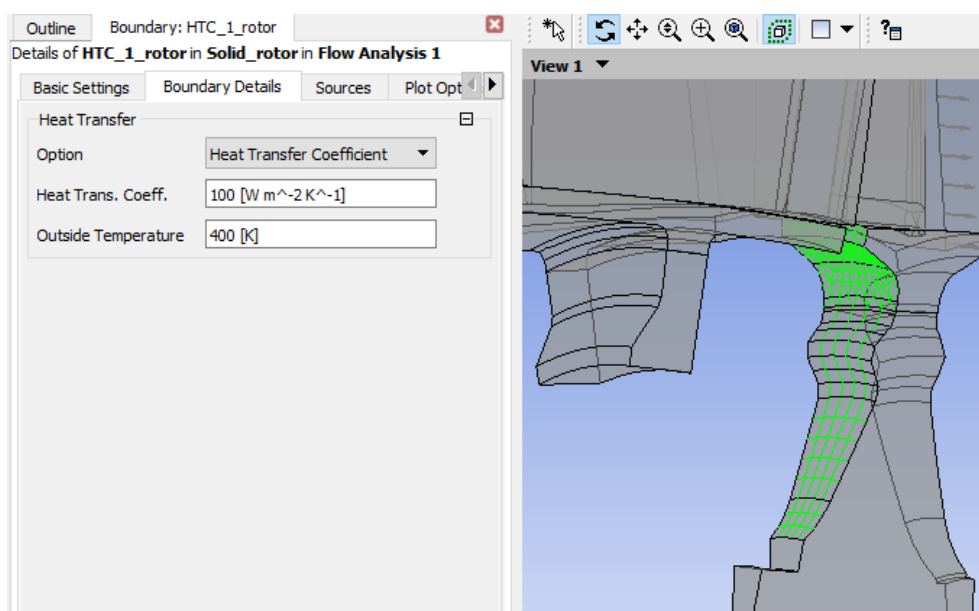 Outline
Boundary: HTC_1_rotor
Details of HTC_1_rotor in Solid_rotor in Flow Analysis 1
Basic Settings
Boundary Details
Sources
Plot Opt
Heat Transfer
Option
Heat Transfer Coefficient
Heat Trans. Coeff.
100 [W m^-2 K^-1]
Outside Temperature
400 [K]
View 1